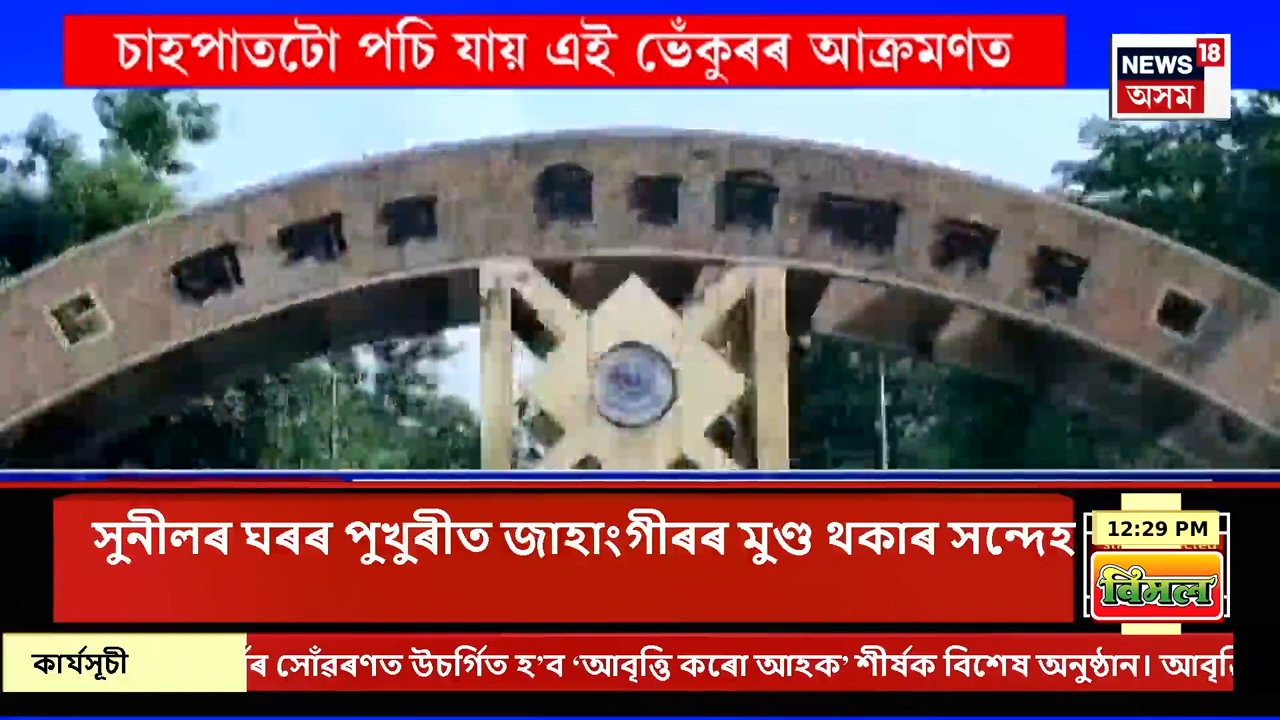 চাহপাতটো পচি যায় এই ভেঁকুৰৰ আক্ৰমণত
NEWS 18
অসম
সুনীলৰ ঘৰৰ পুখুৰীত জাহাংগীৰৰ মুণ্ড থকাৰ সন্দেহ
12:29 PM
বিমল
কাৰ্যসূচী
সোঁৱৰণত উচৰ্গিত হ’ব ‘আবৃত্তি কৰো আহক’ শীৰ্ষক বিশেষ অনুষ্ঠান।